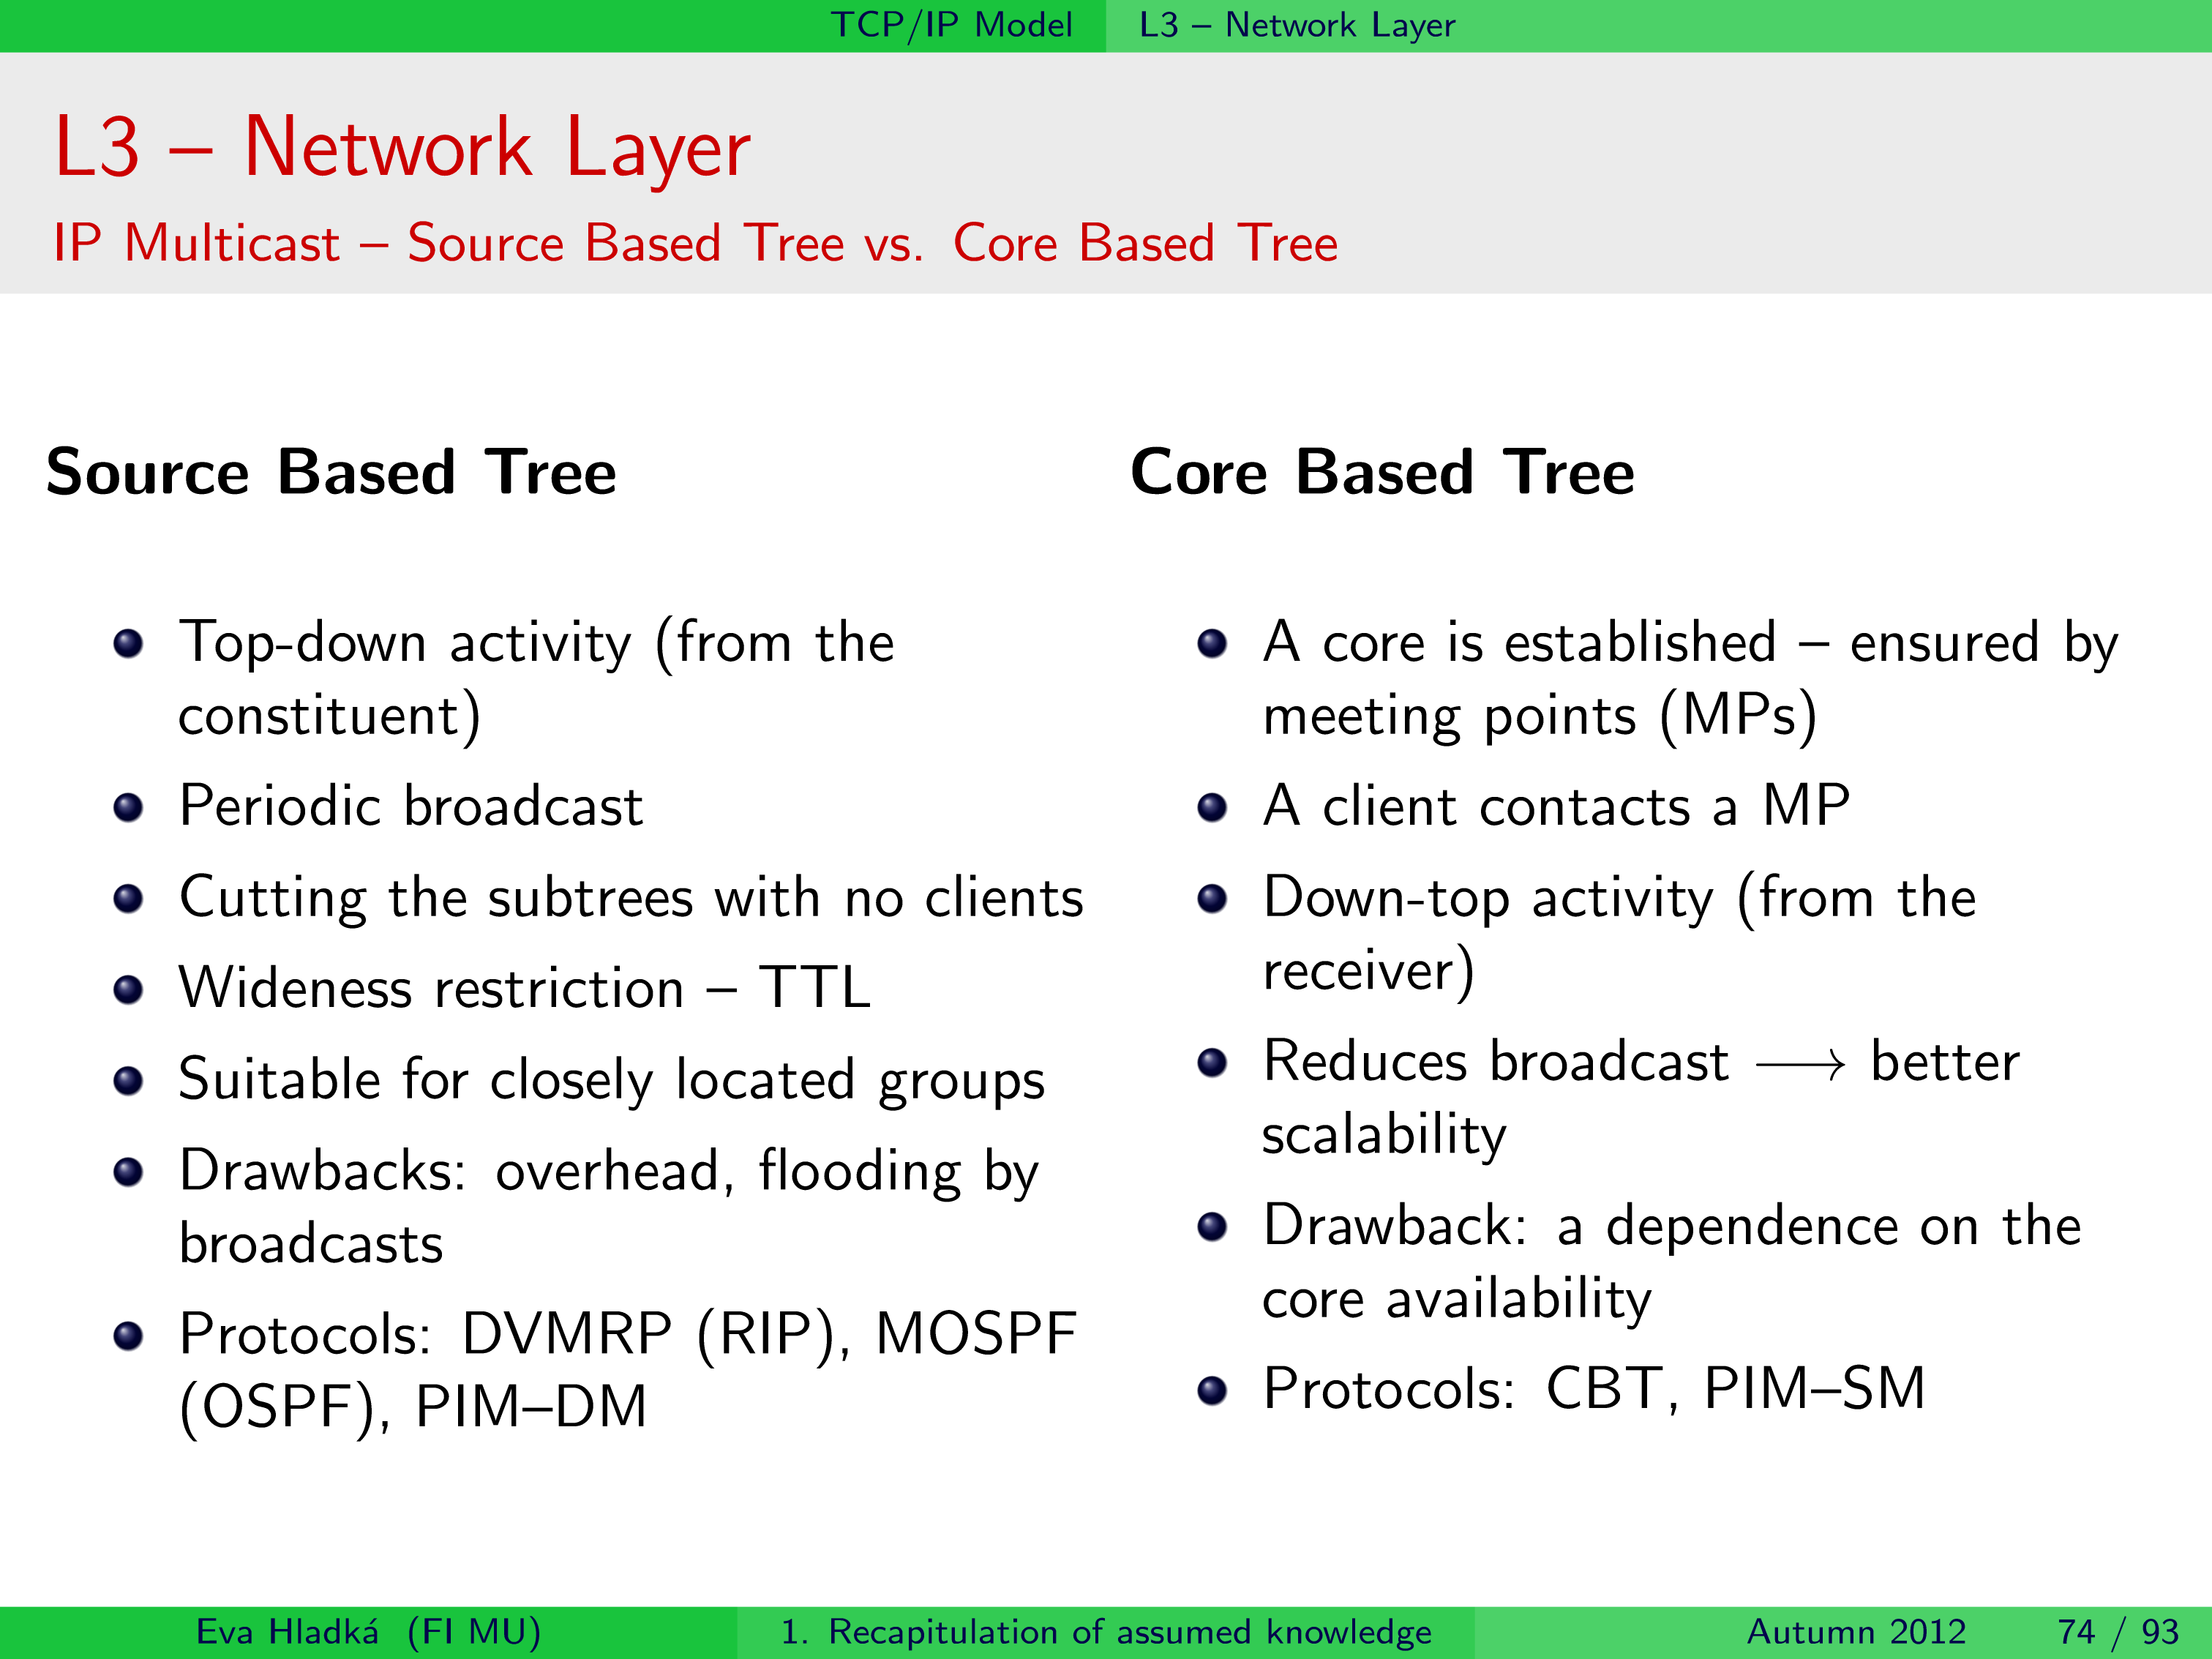 TCP/IP Model L3 – Network Layer
L3 – Network Layer
IP Multicast – Source Based Tree vs. Core Based Tree
Source Based Tree
Top-down activity (from the
constituent)
Periodic broadcast
Cutting the subtrees with no clients
Wideness restriction – TTL
Suitable for closely located groups
Drawbacks: overhead, flooding by
broadcasts
Protocols: DVMRP (RIP), MOSPF
(OSPF), PIM–DM
Core Based Tree
A core is established – ensured by
meeting points (MPs)
A client contacts a MP
Down-top activity (from the
receiver)
Reduces broadcast ⟶ better
scalability
Drawback: a dependence on the
core availability
Protocols: CBT, PIM–SM
Eva Hladká (FI MU) 1. Recapitulation of assumed knowledge Autumn 2012 74 / 93